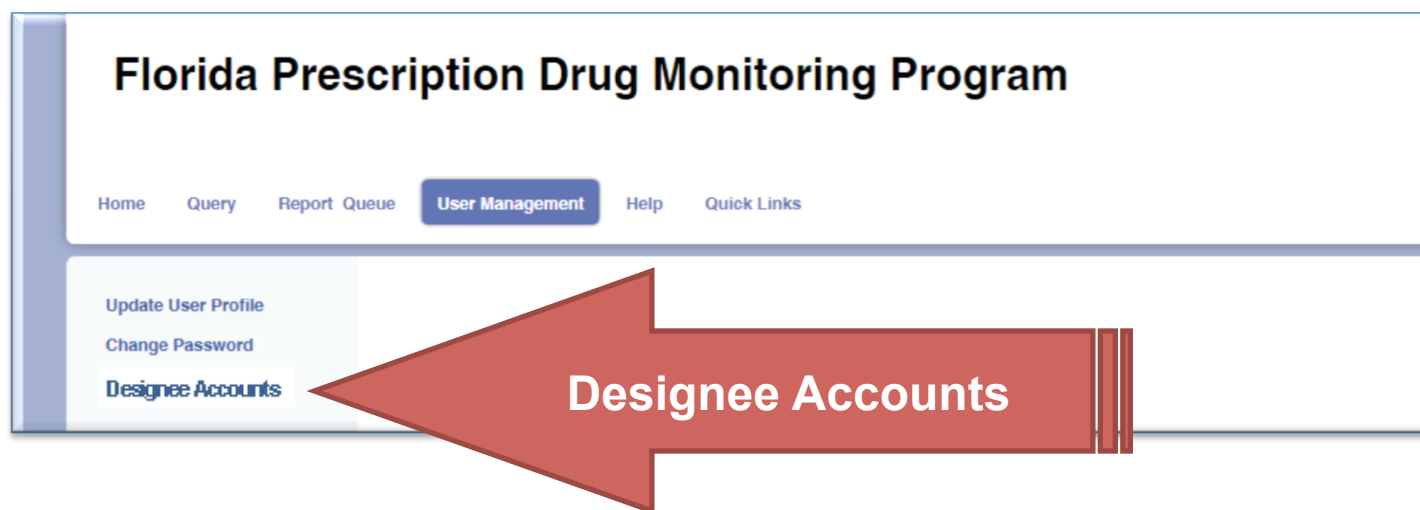 Florida Prescription Drug Monitoring Program
Home Query Report Queue User Management Help Quick Links
Update User Profile
Change Password
Designee Accounts
Designee Accounts